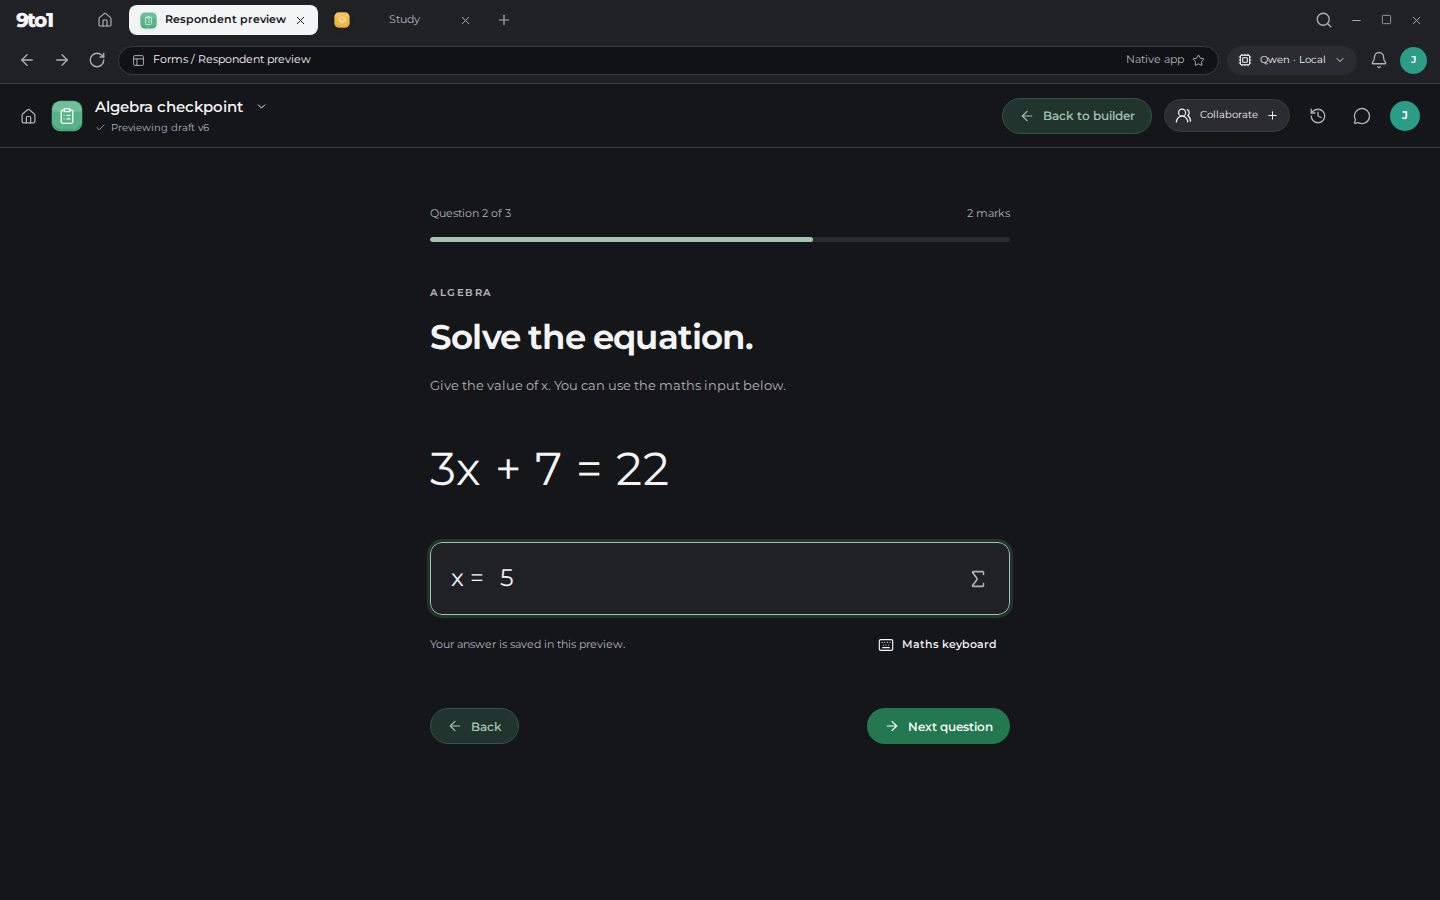 9to1
Respondent preview
Study
Forms / Respondent preview
Native app
Qwen · Local
J
Algebra checkpoint
Previewing draft v6
Back to builder
Collaborate
J
Question 2 of 3
2 marks
ALGEBRA
Solve the equation.
Give the value of x. You can use the maths input below.
3x + 7 = 22
x = 5
Σ
Your answer is saved in this preview.
Maths keyboard
Back
Next question